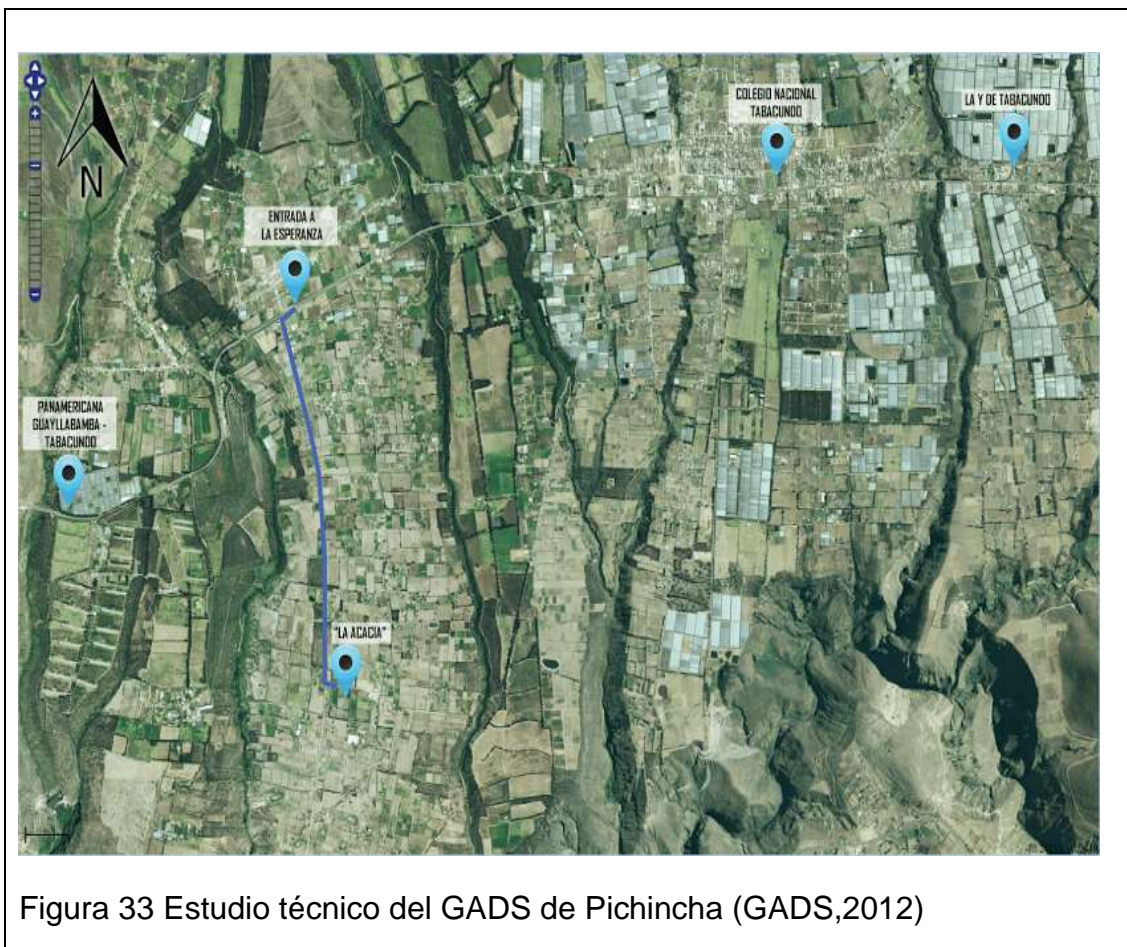 N
COLEGIO NACIONAL
TABACUNDO
LA Y DE TABACUNDO
ENTRADA A
LA ESPERANZA
PANAMERICANA
GUAYLLABAMBA -
TABACUNDO
"LA ACACIA"
Figura 33 Estudio técnico del GADS de Pichincha (GADS,2012)